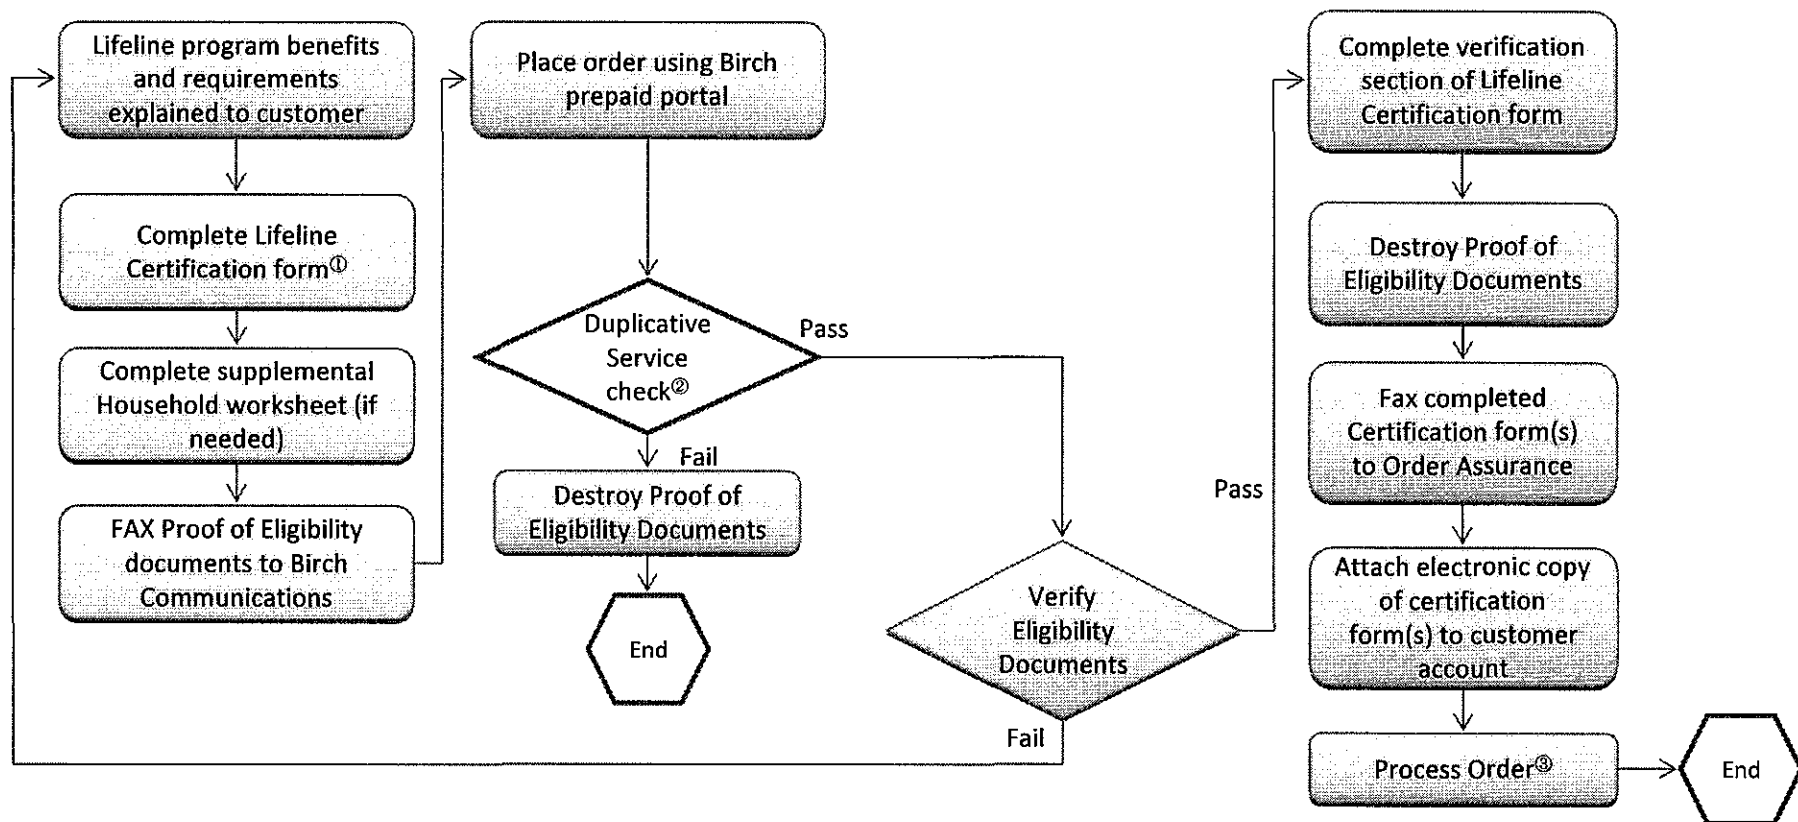 Lifeline program benefits
and requirements
explained to customer
Complete Lifeline
Certification form①
Complete supplemental
Household worksheet (if
needed)
FAX Proof of Eligibility
documents to Birch
Communications
Place order using Birch
prepaid portal
Duplicative
Service
check②
Pass
Fail
Destroy Proof of
Eligibility Documents
End
Verify
Eligibility
Documents
Pass
Fail
Complete verification
section of Lifeline
Certification form
Destroy Proof of
Eligibility Documents
Fax completed
Certification form(s)
to Order Assurance
Attach electronic copy
of certification
form(s) to customer
account
Process Order③
End